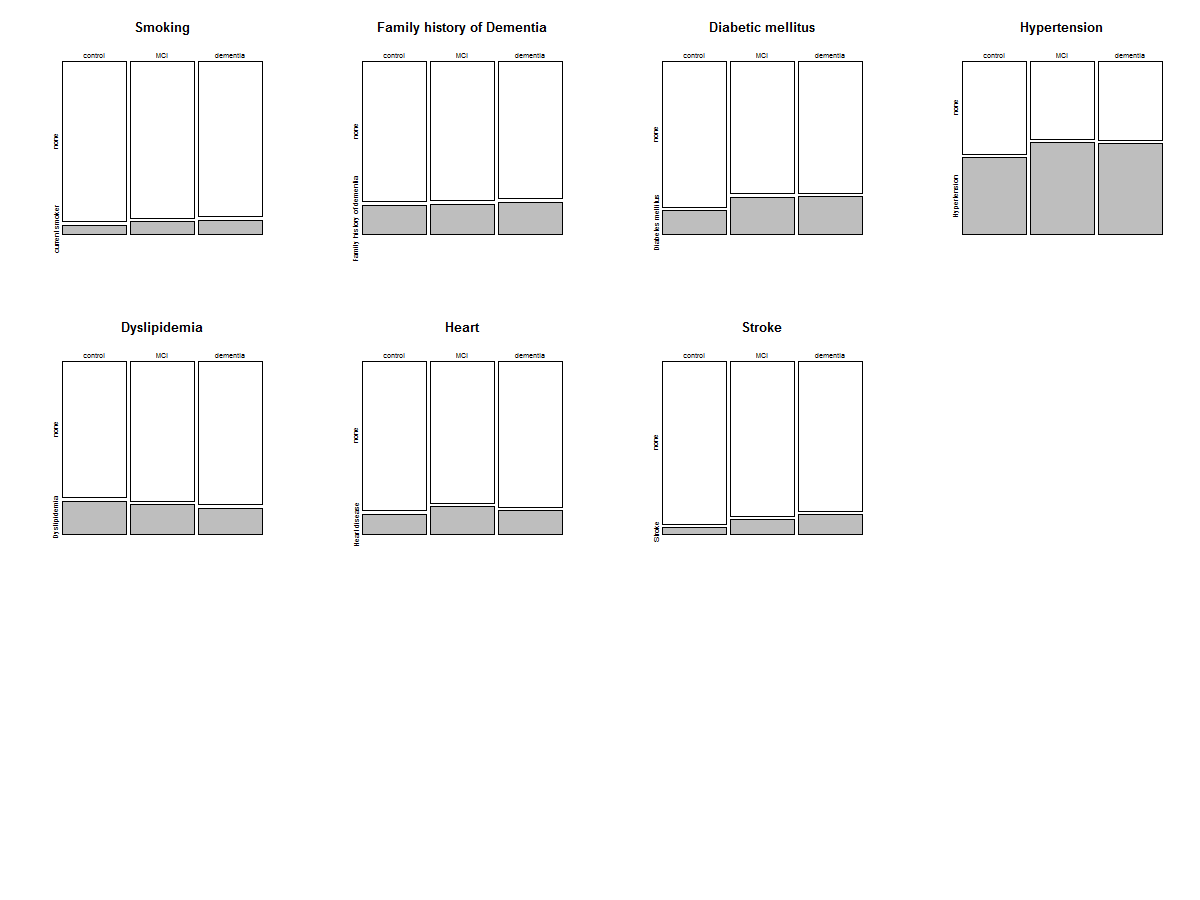 Smoking
control MCI dementia
none
current smoker
Family history of Dementia
control MCI dementia
none
Family history of dementia
Diabetic mellitus
control MCI dementia
none
Diabetes mellitus
Hypertension
control MCI dementia
none
Hypertension
Dyslipidemia
control MCI dementia
none
Dyslipidemia
Heart
control MCI dementia
none
Heart disease
Stroke
control MCI dementia
none
Stroke